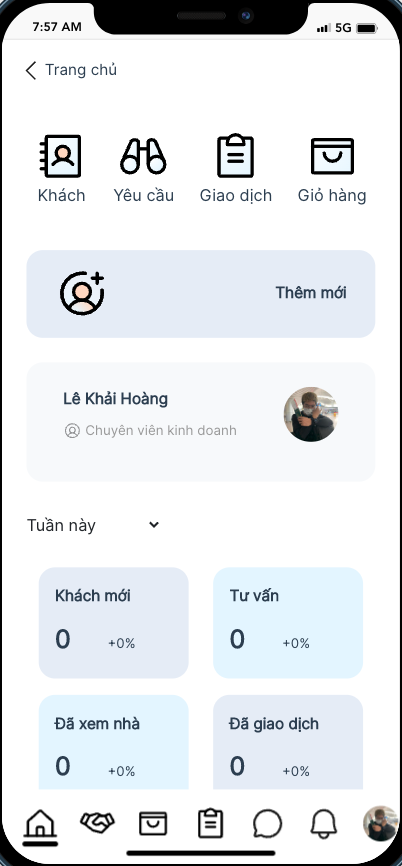 7:57 AM 5G
Trang chủ
Khách Yêu cầu Giao dịch Giỏ hàng
Thêm mới
Lê Khải Hoàng
Chuyên viên kinh doanh
Tuần này
Khách mới Tư vấn
0 +0% 0 +0%
Đã xem nhà Đã giao dịch
0 +0% 0 +0%